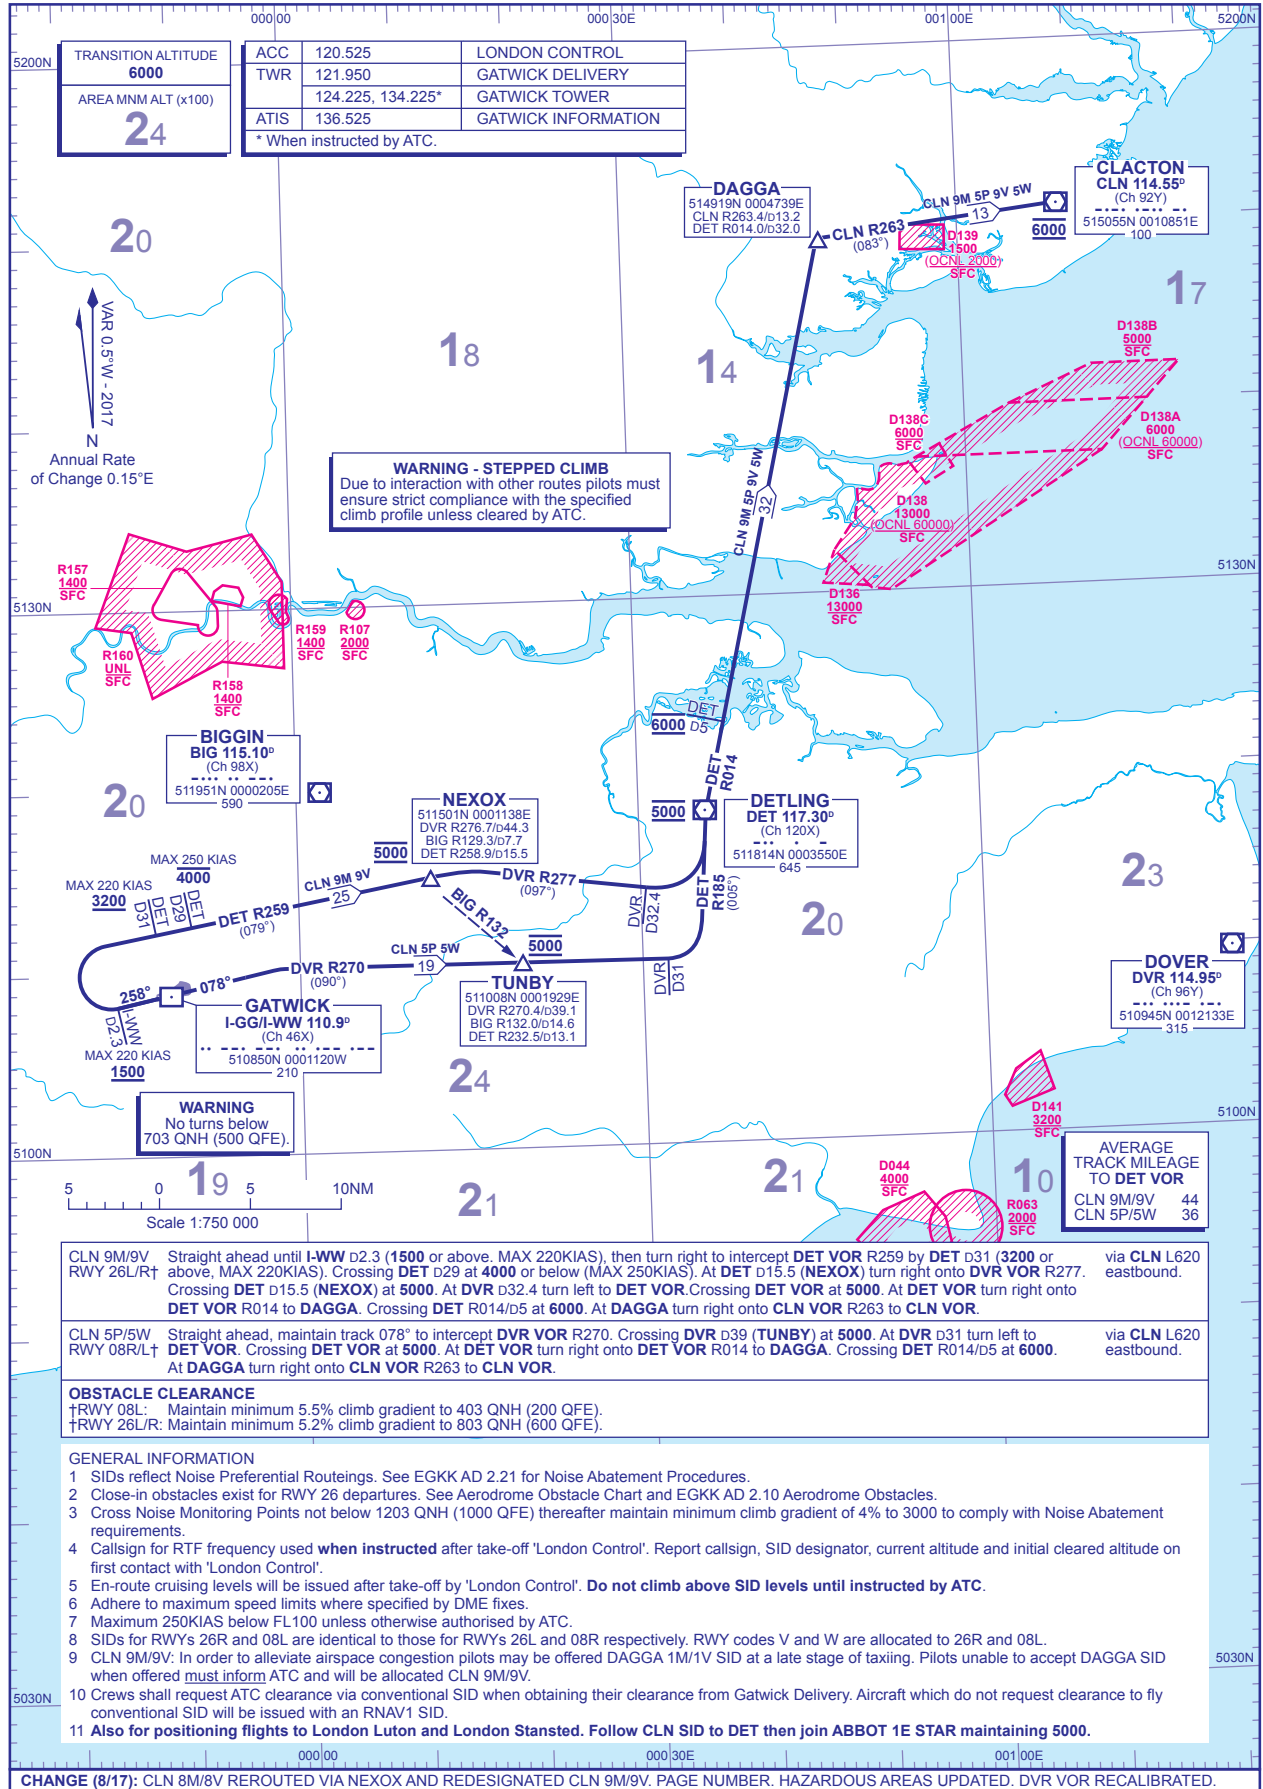 000 00
000 30E
001 00E
5200N
5200N
TRANSITION ALTITUDE
6000
AREA MNM ALT (x100)
24
ACC 120.525 LONDON CONTROL
TWR 121.950 GATWICK DELIVERY
124.225, 134.225* GATWICK TOWER
ATIS 136.525 GATWICK INFORMATION
* When instructed by ATC.
DAGGA
514919N 0004739E
CLN R263.4/D13.2
DET R014.0/D32.0
CLACTON
CLN 114.55D
(Ch 92Y)
515055N 0010851E
100
CLN 9M 5P 9V 5W
13
CLN R263
(083°)
6000
D139
1500
(OCNL 2000)
SFC
20
17
VAR 0.5°W - 2017
N
Annual Rate
of Change 0.15°E
18
14
D138B
5000
SFC
D138A
6000
(OCNL 60000)
SFC
D138C
6000
SFC
D138
13000
(OCNL 60000)
SFC
D136
13000
SFC
WARNING - STEPPED CLIMB
Due to interaction with other routes pilots must
ensure strict compliance with the specified
climb profile unless cleared by ATC.
CLN 9M 5P 9V 5W
32
5130N
5130N
R157
1400
SFC
R160
UNL
SFC
R158
1400
SFC
R159
1400
SFC
R107
2000
SFC
DET
D5
6000
DET
R014
BIGGIN
BIG 115.10D
(Ch 98X)
511951N 0000205E
590
20
NEXOX
511501N 0001138E
DVR R276.7/D44.3
BIG R129.3/D7.7
DET R258.9/D15.5
5000
DETLING
DET 117.30D
(Ch 120X)
511814N 0003550E
645
5000
23
MAX 250 KIAS
4000
MAX 220 KIAS
3200
DET
D31
DET
D29
DET R259
(079°)
CLN 9M 9V
25
DVR R277
(097°)
DVR
D32.4
DET
R185
(005°)
20
BIG R132
CLN 5P 5W
19
5000
DVR R270
(090°)
DVR
D31
TUNBY
511008N 0001929E
DVR R270.4/D39.1
BIG R132.0/D14.6
DET R232.5/D13.1
258°
078°
I-WW
D2.3
MAX 220 KIAS
1500
GATWICK
I-GG/I-WW 110.9D
(Ch 46X)
510850N 0001120W
210
DOVER
DVR 114.95D
(Ch 96Y)
510945N 0012133E
315
24
WARNING
No turns below
703 QNH (500 QFE).
D141
3200
SFC
5100N
5100N
19
21
21
10
D044
4000
SFC
R063
2000
SFC
AVERAGE
TRACK MILEAGE
TO DET VOR
CLN 9M/9V 44
CLN 5P/5W 36
5 0 5 10NM
Scale 1:750 000
CLN 9M/9V Straight ahead until I-WW D2.3 (1500 or above. MAX 220KIAS), then turn right to intercept DET VOR R259 by DET D31 (3200 or via CLN L620
RWY 26L/R† above, MAX 220KIAS). Crossing DET D29 at 4000 or below (MAX 250KIAS). At DET D15.5 (NEXOX) turn right onto DVR VOR R277. eastbound.
Crossing DET D15.5 (NEXOX) at 5000. At DVR D32.4 turn left to DET VOR.Crossing DET VOR at 5000. At DET VOR turn right onto
DET VOR R014 to DAGGA. Crossing DET R014/D5 at 6000. At DAGGA turn right onto CLN VOR R263 to CLN VOR.
CLN 5P/5W Straight ahead, maintain track 078° to intercept DVR VOR R270. Crossing DVR D39 (TUNBY) at 5000. At DVR D31 turn left to via CLN L620
RWY 08R/L† DET VOR. Crossing DET VOR at 5000. At DET VOR turn right onto DET VOR R014 to DAGGA. Crossing DET R014/D5 at 6000. eastbound.
At DAGGA turn right onto CLN VOR R263 to CLN VOR.
OBSTACLE CLEARANCE
†RWY 08L: Maintain minimum 5.5% climb gradient to 403 QNH (200 QFE).
†RWY 26L/R: Maintain minimum 5.2% climb gradient to 803 QNH (600 QFE).
GENERAL INFORMATION
1 SIDs reflect Noise Preferential Routeings. See EGKK AD 2.21 for Noise Abatement Procedures.
2 Close-in obstacles exist for RWY 26 departures. See Aerodrome Obstacle Chart and EGKK AD 2.10 Aerodrome Obstacles.
3 Cross Noise Monitoring Points not below 1203 QNH (1000 QFE) thereafter maintain minimum climb gradient of 4% to 3000 to comply with Noise Abatement
requirements.
4 Callsign for RTF frequency used when instructed after take-off 'London Control'. Report callsign, SID designator, current altitude and initial cleared altitude on
first contact with 'London Control'.
5 En-route cruising levels will be issued after take-off by 'London Control'. Do not climb above SID levels until instructed by ATC.
6 Adhere to maximum speed limits where specified by DME fixes.
7 Maximum 250KIAS below FL100 unless otherwise authorised by ATC.
8 SIDs for RWYs 26R and 08L are identical to those for RWYs 26L and 08R respectively. RWY codes V and W are allocated to 26R and 08L.
9 CLN 9M/9V: In order to alleviate airspace congestion pilots may be offered DAGGA 1M/1V SID at a late stage of taxiing. Pilots unable to accept DAGGA SID
when offered must inform ATC and will be allocated CLN 9M/9V.
10 Crews shall request ATC clearance via conventional SID when obtaining their clearance from Gatwick Delivery. Aircraft which do not request clearance to fly
conventional SID will be issued with an RNAV1 SID.
11 Also for positioning flights to London Luton and London Stansted. Follow CLN SID to DET then join ABBOT 1E STAR maintaining 5000.
5030N
5030N
000 00
000 30E
001 00E
CHANGE (8/17): CLN 8M/8V REROUTED VIA NEXOX AND REDESIGNATED CLN 9M/9V. PAGE NUMBER. HAZARDOUS AREAS UPDATED. DVR VOR RECALIBRATED.